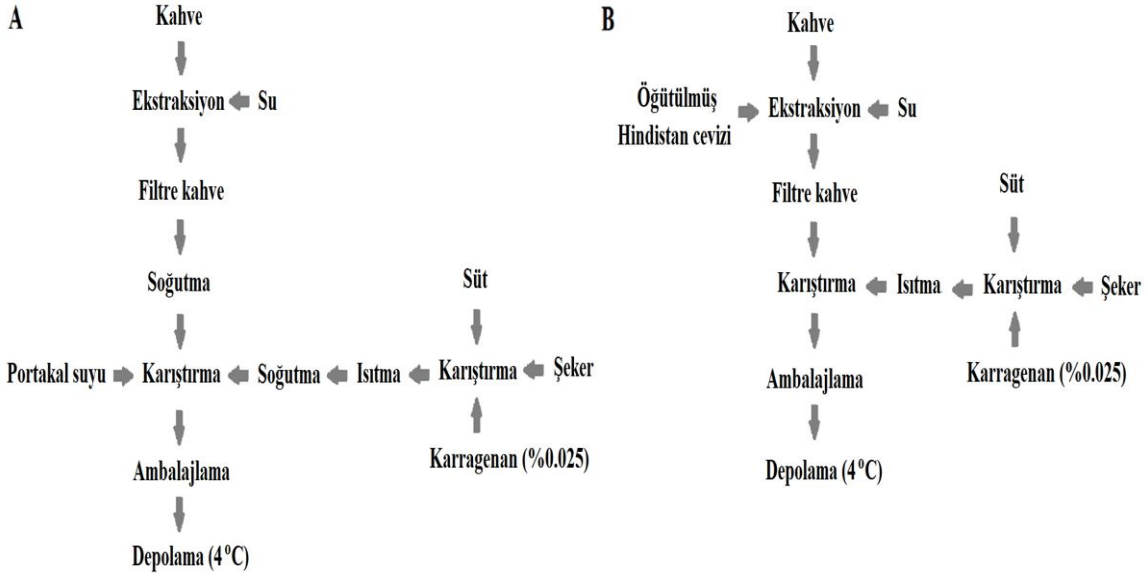 A
Kahve
Ekstraksiyon
Su
Filtre kahve
Soğutma
Süt
Portakal suyu
Karıştırma
Soğutma
Isıtma
Karıştırma
Şeker
Karragenan (%0.025)
Ambalajlama
Depolama (4 °C)
B
Kahve
Öğütülmüş
Hindistan cevizi
Ekstraksiyon
Su
Filtre kahve
Süt
Karıştırma
Isıtma
Karıştırma
Şeker
Karragenan (%0.025)
Ambalajlama
Depolama (4 °C)